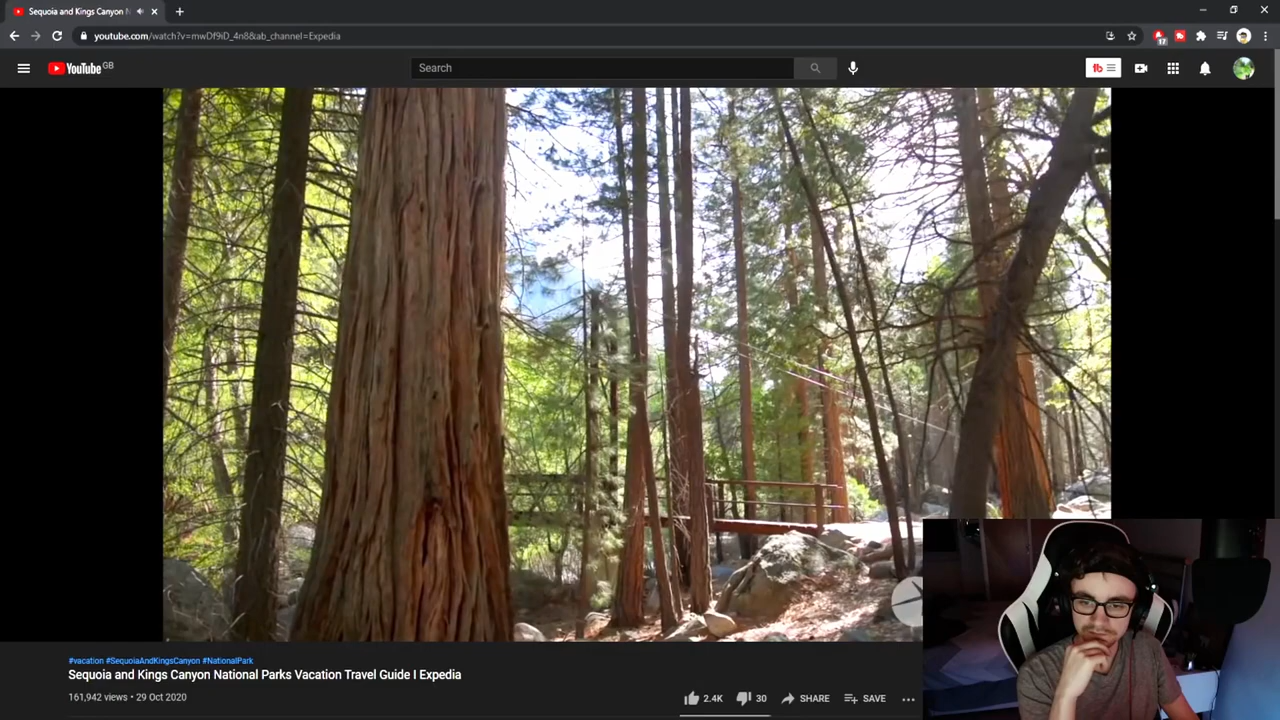 Sequoia and Kings Canyon N
youtube.com/watch?v=mwDf9iD_4n8&ab_channel=Expedia
17
YouTube GB
Search
#vacation #SequoiaAndKingsCanyon #NationalPark
Sequoia and Kings Canyon National Parks Vacation Travel Guide I Expedia
161,942 views • 29 Oct 2020
2.4K
30
SHARE
SAVE